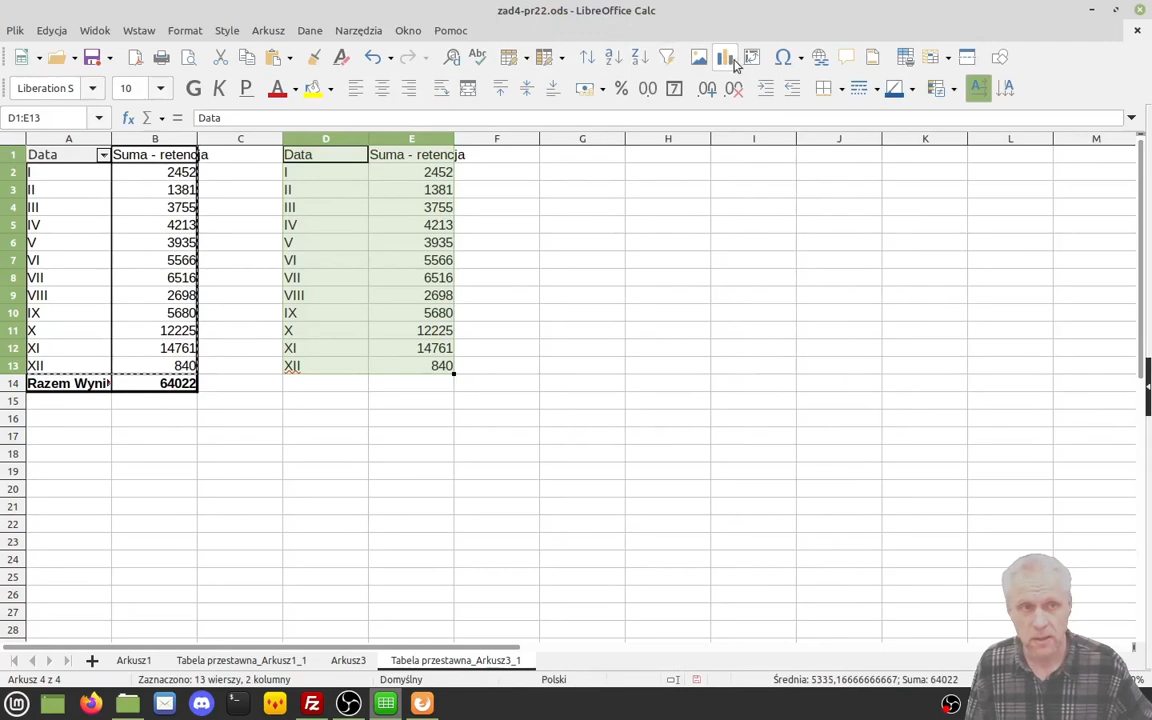 zad4-pr22.ods - LibreOffice Calc
Plik Edycja Widok Wstaw Format Style Arkusz Dane Narzędzia Okno Pomoc
Liberation S 10
D1:E13 Data
A B C D E F G H I J K L M
1 Data Suma - retencja Data Suma - retencja
2 I 2452 I 2452
3 II 1381 II 1381
4 III 3755 III 3755
5 IV 4213 IV 4213
6 V 3935 V 3935
7 VI 5566 VI 5566
8 VII 6516 VII 6516
9 VIII 2698 VIII 2698
10 IX 5680 IX 5680
11 X 12225 X 12225
12 XI 14761 XI 14761
13 XII 840 XII 840
14 Razem Wyni 64022
15
16
17
18
19
20
21
22
23
24
25
26
27
28
Arkusz1 Tabela przestawna_Arkusz1_1 Arkusz3 Tabela przestawna_Arkusz3_1
Arkusz 4 z 4 Zaznaczono: 13 wierszy, 2 kolumny Domyślny Polski Średnia: 5335,16666666667; Suma: 64022